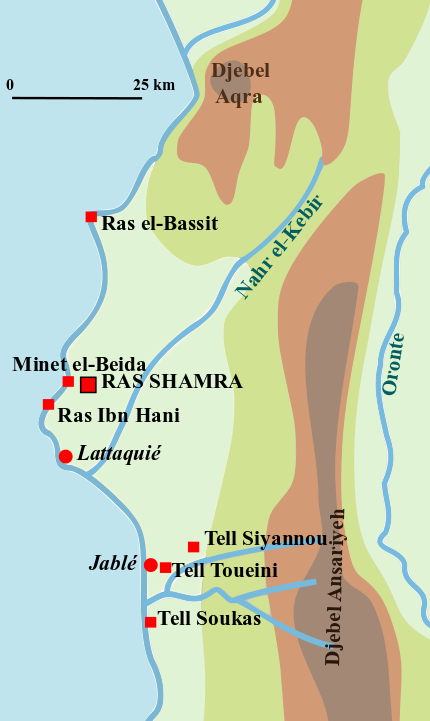 Djebel
Aqra
0 25 km
Ras el-Bassit
Nahr el-Kebir
Oronte
Minet el-Beida
RAS SHAMRA
Ras Ibn Hani
Lattaquié
Tell Siyannou
Jablé
Tell Toueini
Djebel Ansariyeh
Tell Soukas